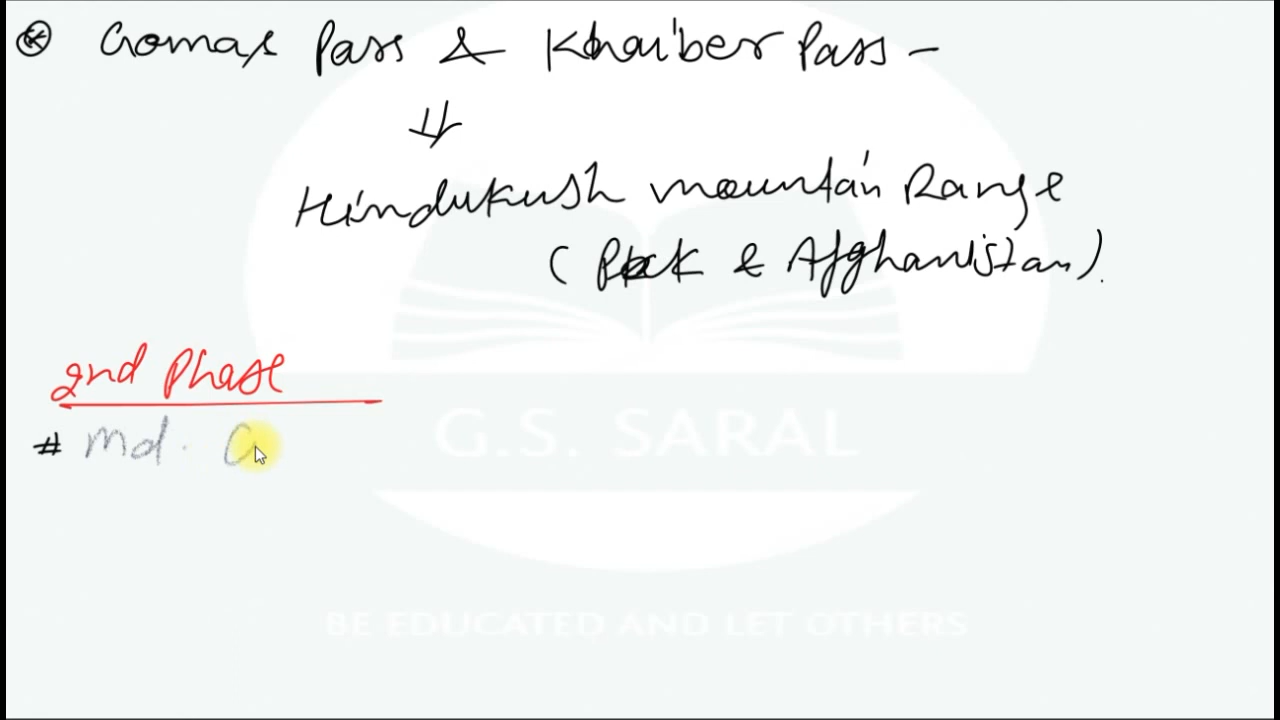 Gomal Pass & Khaiber Pass -
⇓
Hindukush mountain Range
(Pak & Afghanistan).
2nd Phase
# Md. G
G.S. SARAL
BE EDUCATED AND LET OTHERS